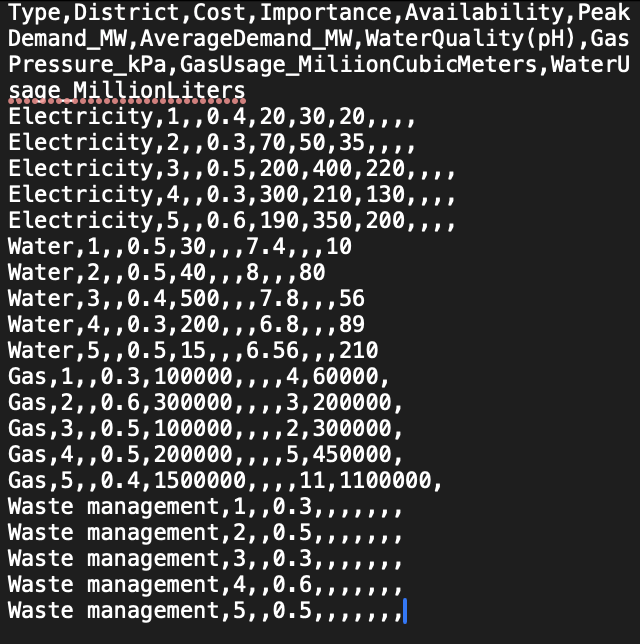 Type,District,Cost,Importance,Availability,Peak
Demand_MW,AverageDemand_MW,WaterQuality(pH),Gas
Pressure_kPa,GasUsage_MiliionCubicMeters,WaterU
sage_MillionLiters
Electricity,1,,0.4,20,30,20,,,,
Electricity,2,,0.3,70,50,35,,,,
Electricity,3,,0.5,200,400,220,,,,
Electricity,4,,0.3,300,210,130,,,,
Electricity,5,,0.6,190,350,200,,,,
Water,1,,0.5,30,,,7.4,,,10
Water,2,,0.5,40,,,8,,,80
Water,3,,0.4,500,,,7.8,,,56
Water,4,,0.3,200,,,6.8,,,89
Water,5,,0.5,15,,,6.56,,,210
Gas,1,,0.3,100000,,,,4,60000,
Gas,2,,0.6,300000,,,,3,200000,
Gas,3,,0.5,100000,,,,2,300000,
Gas,4,,0.5,200000,,,,5,450000,
Gas,5,,0.4,1500000,,,,11,1100000,
Waste management,1,,0.3,,,,,,,
Waste management,2,,0.5,,,,,,,
Waste management,3,,0.3,,,,,,,
Waste management,4,,0.6,,,,,,,
Waste management,5,,0.5,,,,,,,